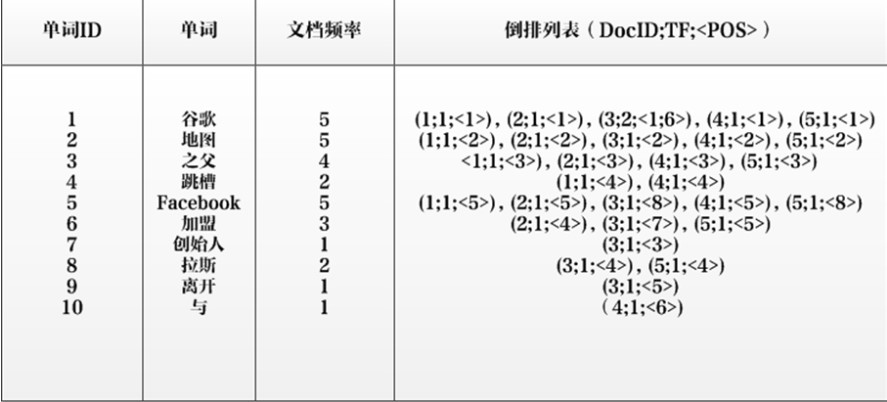 单词ID 单词 文档频率 倒排列表（DocID;TF;<POS>）
1 谷歌 5 (1;1;<1>), (2;1;<1>), (3;2;<1;6>), (4;1;<1>), (5;1;<1>)
2 地图 5 (1;1;<2>), (2;1;<2>), (3;1;<2>), (4;1;<2>), (5;1;<2>)
3 之父 4 <1;1;<3>), (2;1;<3>), (4;1;<3>), (5;1;<3>)
4 跳槽 2 (1;1;<4>), (4;1;<4>)
5 Facebook 5 (1;1;<5>), (2;1;<5>), (3;1;<8>), (4;1;<5>), (5;1;<8>)
6 加盟 3 (2;1;<4>), (3;1;<7>), (5;1;<5>)
7 创始人 1 (3;1;<3>)
8 拉斯 2 (3;1;<4>), (5;1;<4>)
9 离开 1 (3;1;<5>)
10 与 1 （4;1;<6>)